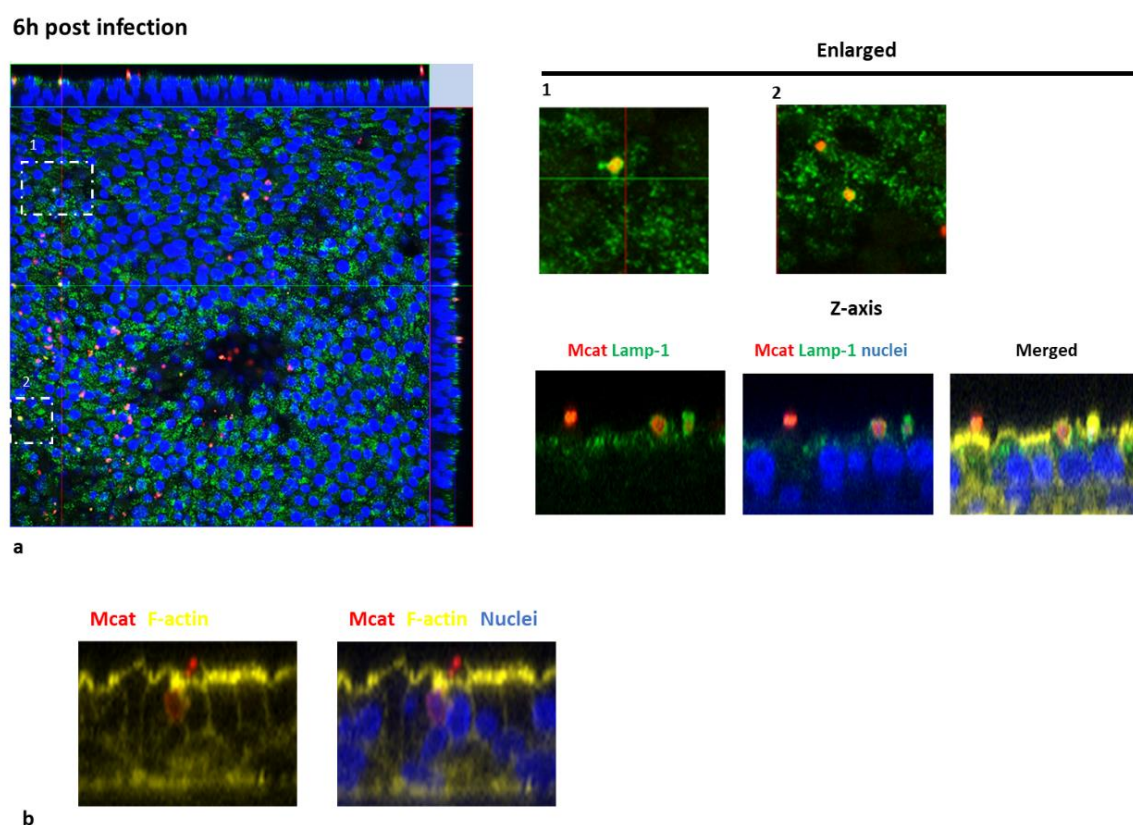 6h post infection
Enlarged
1
2
1
2
Z-axis
Mcat Lamp-1
Mcat Lamp-1 nuclei
Merged
a
Mcat F-actin
Mcat F-actin Nuclei
b